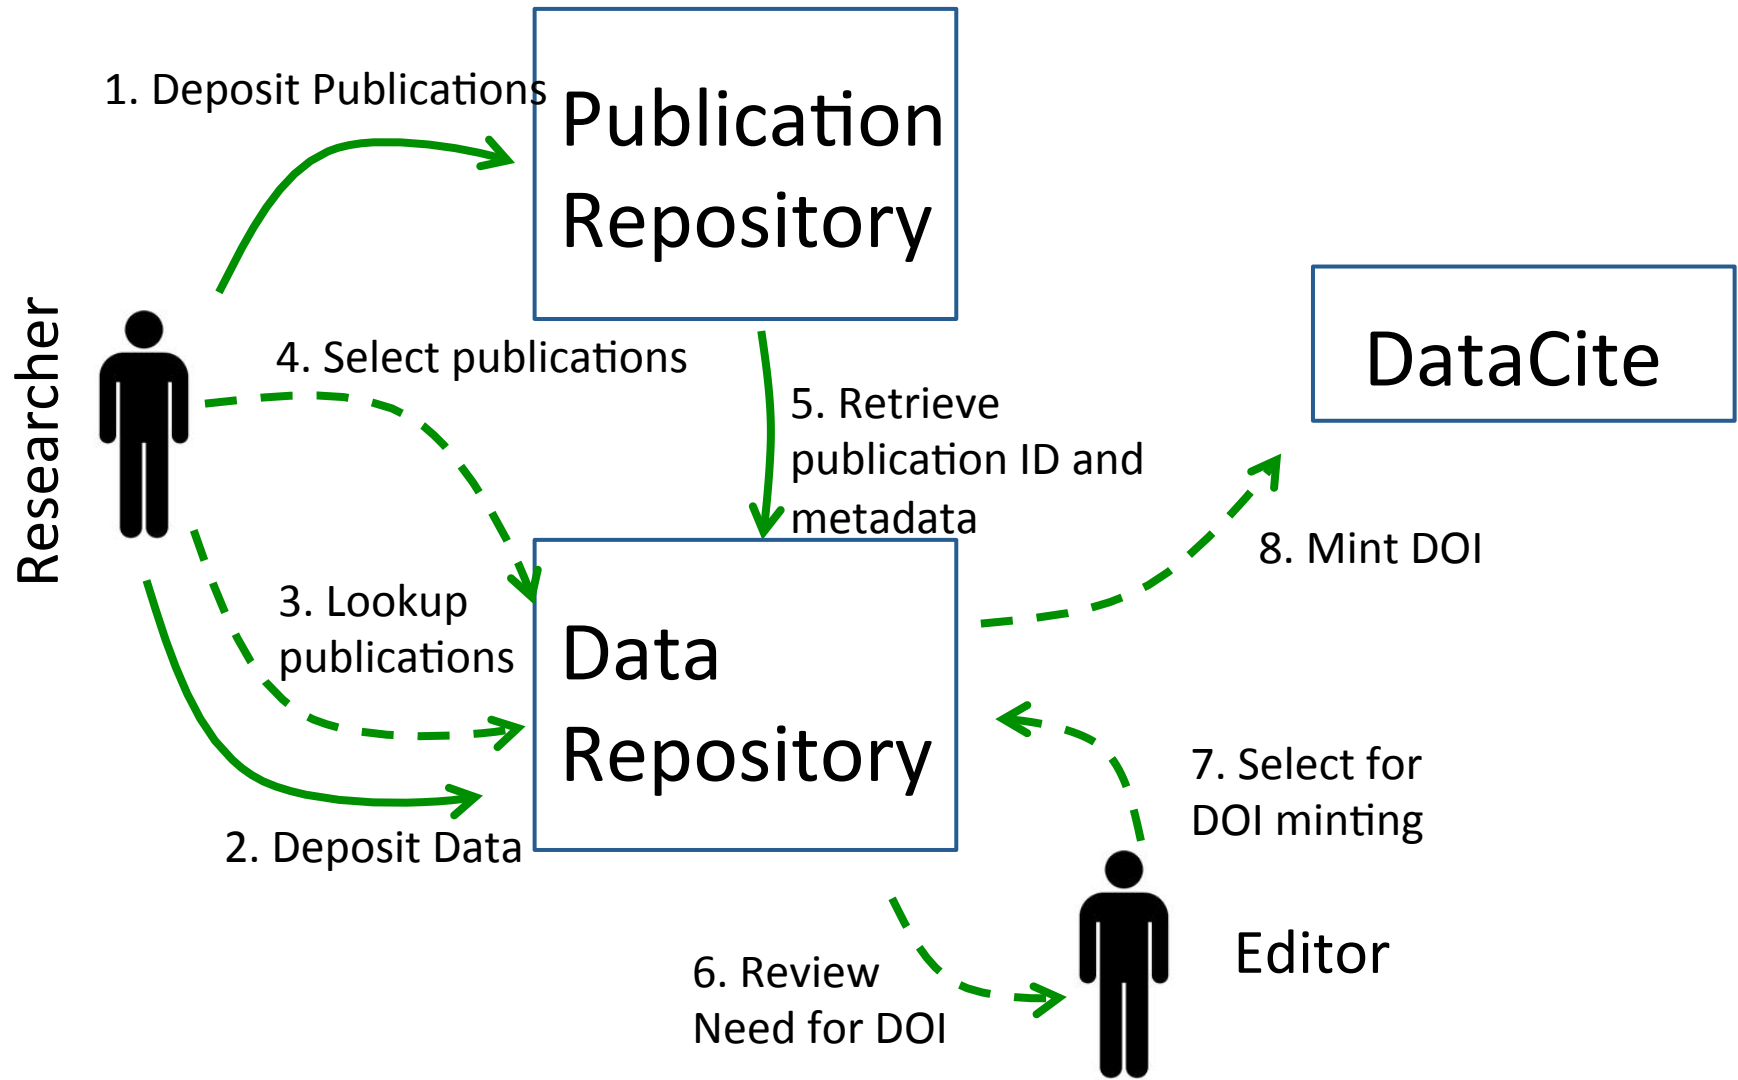 1. Deposit Publications
Publication
Repository
Researcher
4. Select publications
5. Retrieve
publication ID and
metadata
DataCite
8. Mint DOI
3. Lookup
publications
Data
Repository
2. Deposit Data
7. Select for
DOI minting
6. Review
Need for DOI
Editor